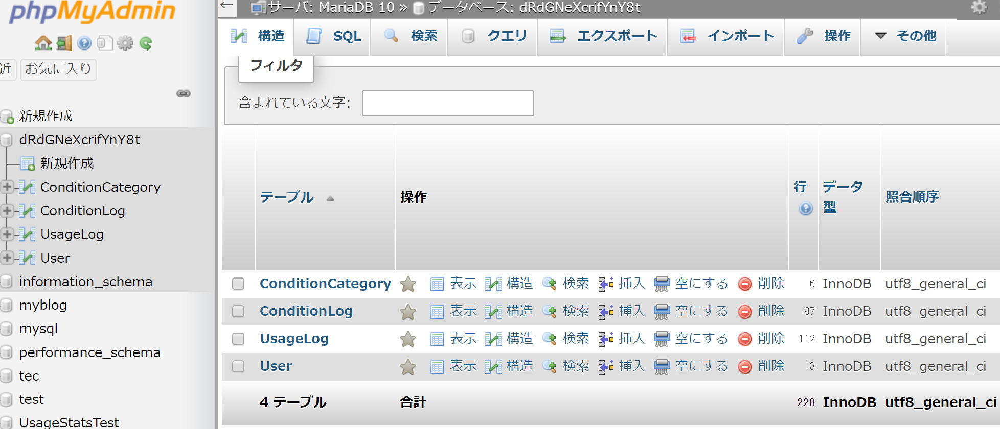 phpMyAdmin
近 お気に入り
新規作成
dRdGNeXcrifYnY8t
新規作成
ConditionCategory
ConditionLog
UsageLog
User
information_schema
myblog
mysql
performance_schema
tec
test
UsageStatsTest
サーバ: MariaDB 10 » データベース: dRdGNeXcrifYnY8t
構造 SQL 検索 クエリ エクスポート インポート 操作 その他
フィルタ
含まれている文字:
テーブル 操作 行 データ型 照合順序
ConditionCategory 表示 構造 検索 挿入 空にする 削除 6 InnoDB utf8_general_ci
ConditionLog 表示 構造 検索 挿入 空にする 削除 97 InnoDB utf8_general_ci
UsageLog 表示 構造 検索 挿入 空にする 削除 112 InnoDB utf8_general_ci
User 表示 構造 検索 挿入 空にする 削除 13 InnoDB utf8_general_ci
4 テーブル 合計 228 InnoDB utf8_general_ci